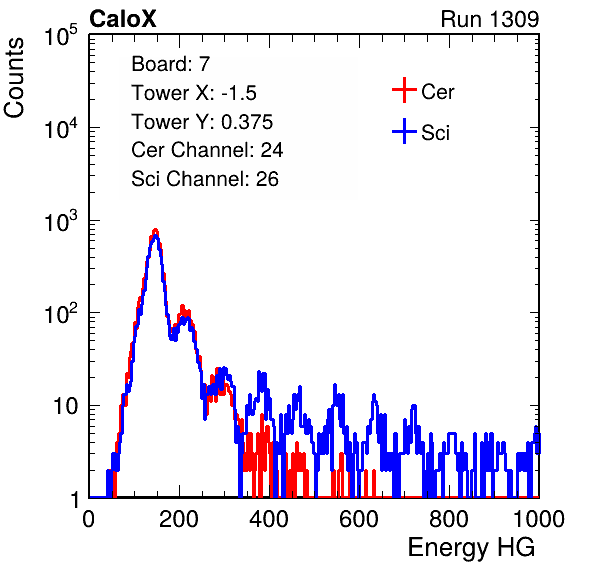 CaloX Run 1309
Counts
10^5
10^4
10^3
10^2
10
1
Board: 7
Tower X: -1.5
Tower Y: 0.375
Cer Channel: 24
Sci Channel: 26
Cer
Sci
0 200 400 600 800 1000
Energy HG